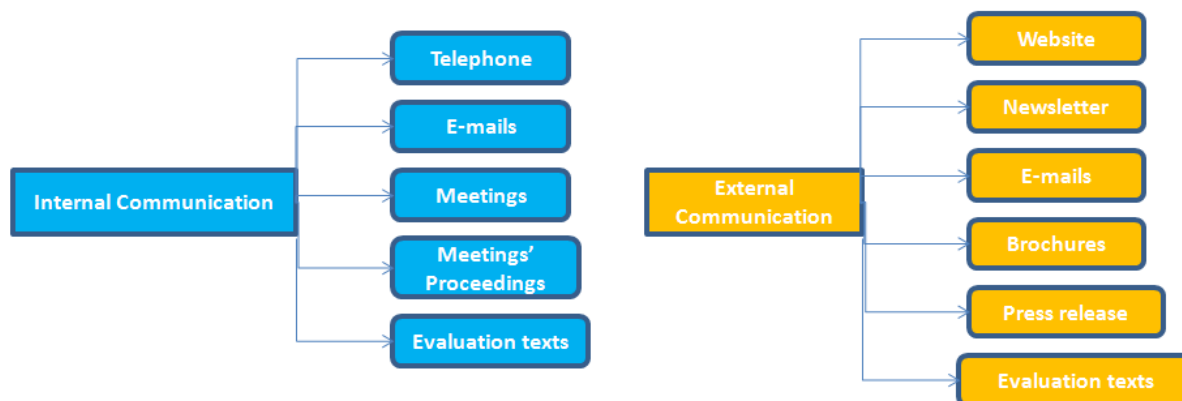 Internal Communication
Telephone
E-mails
Meetings
Meetings’
Proceedings
Evaluation texts
External
Communication
Website
Newsletter
E-mails
Brochures
Press release
Evaluation texts